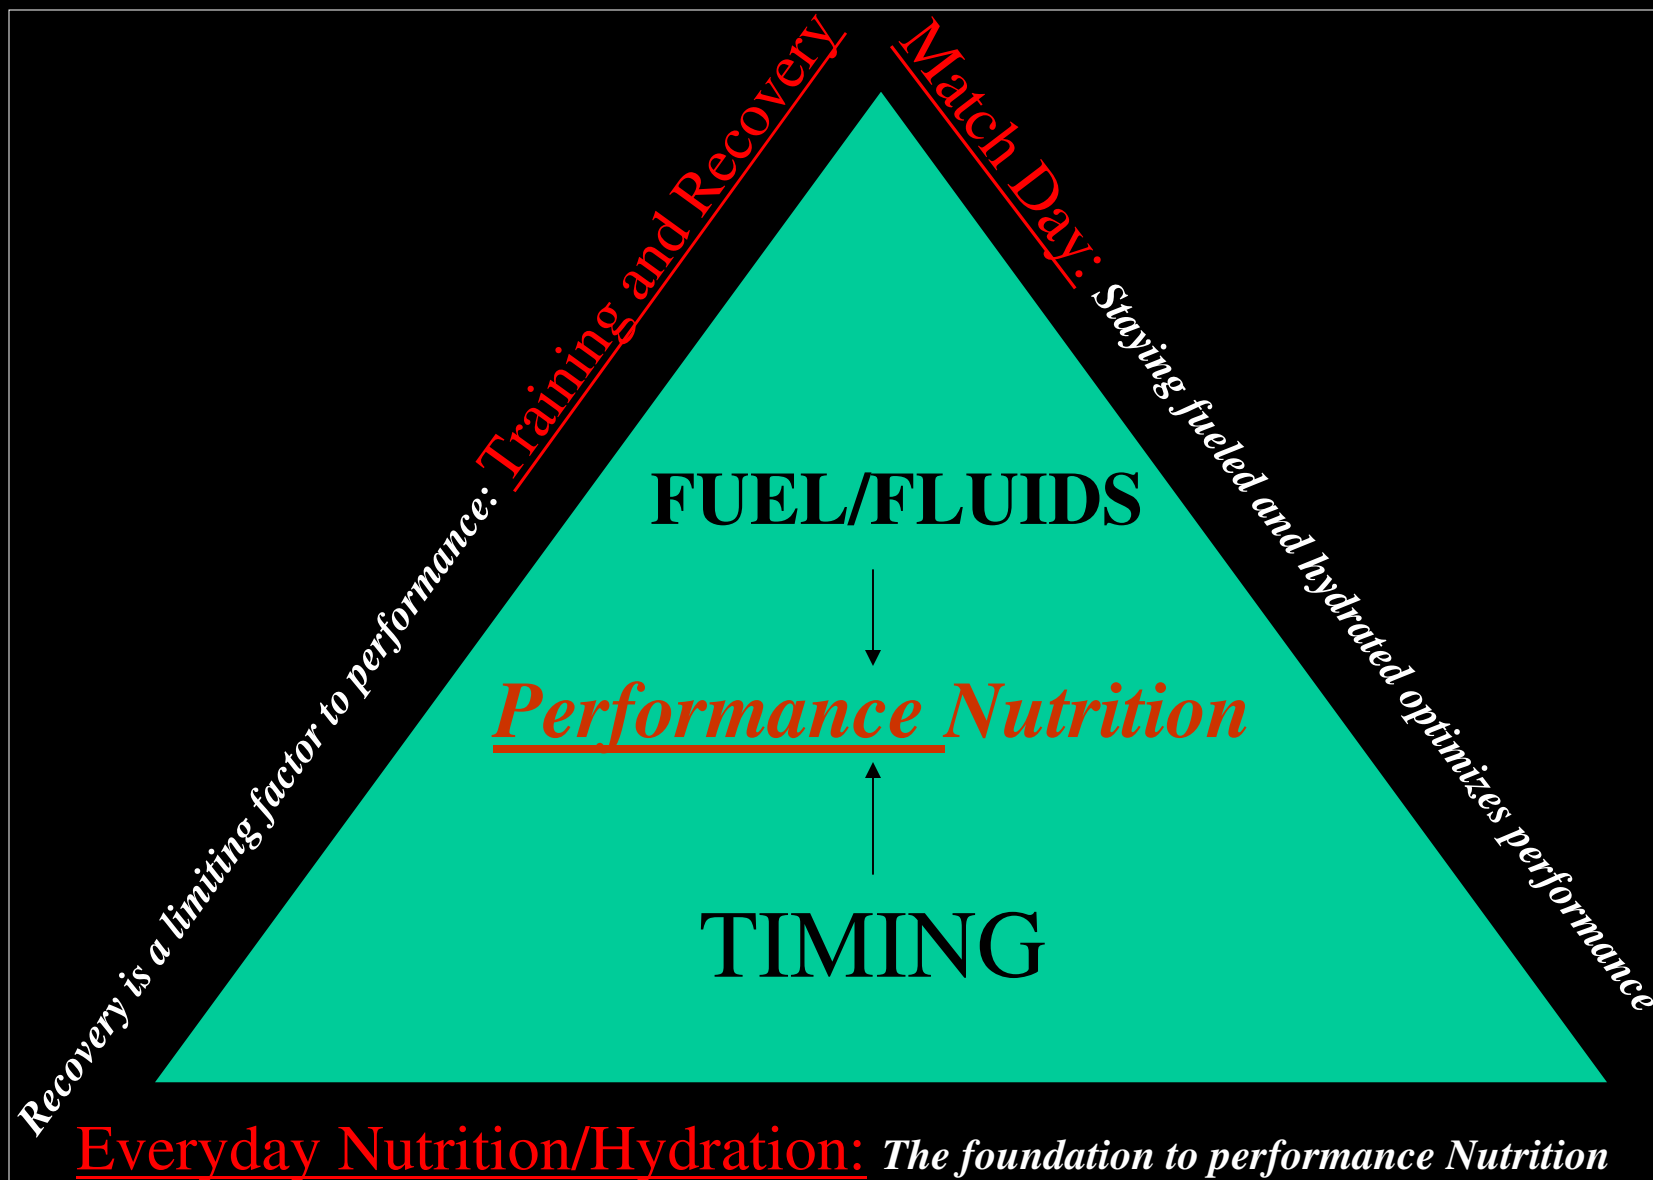 Recovery is a limiting factor to performance: Training and Recovery
Match Day: Staying fueled and hydrated optimizes performance
FUEL/FLUIDS
Performance Nutrition
TIMING
Everyday Nutrition/Hydration: The foundation to performance Nutrition